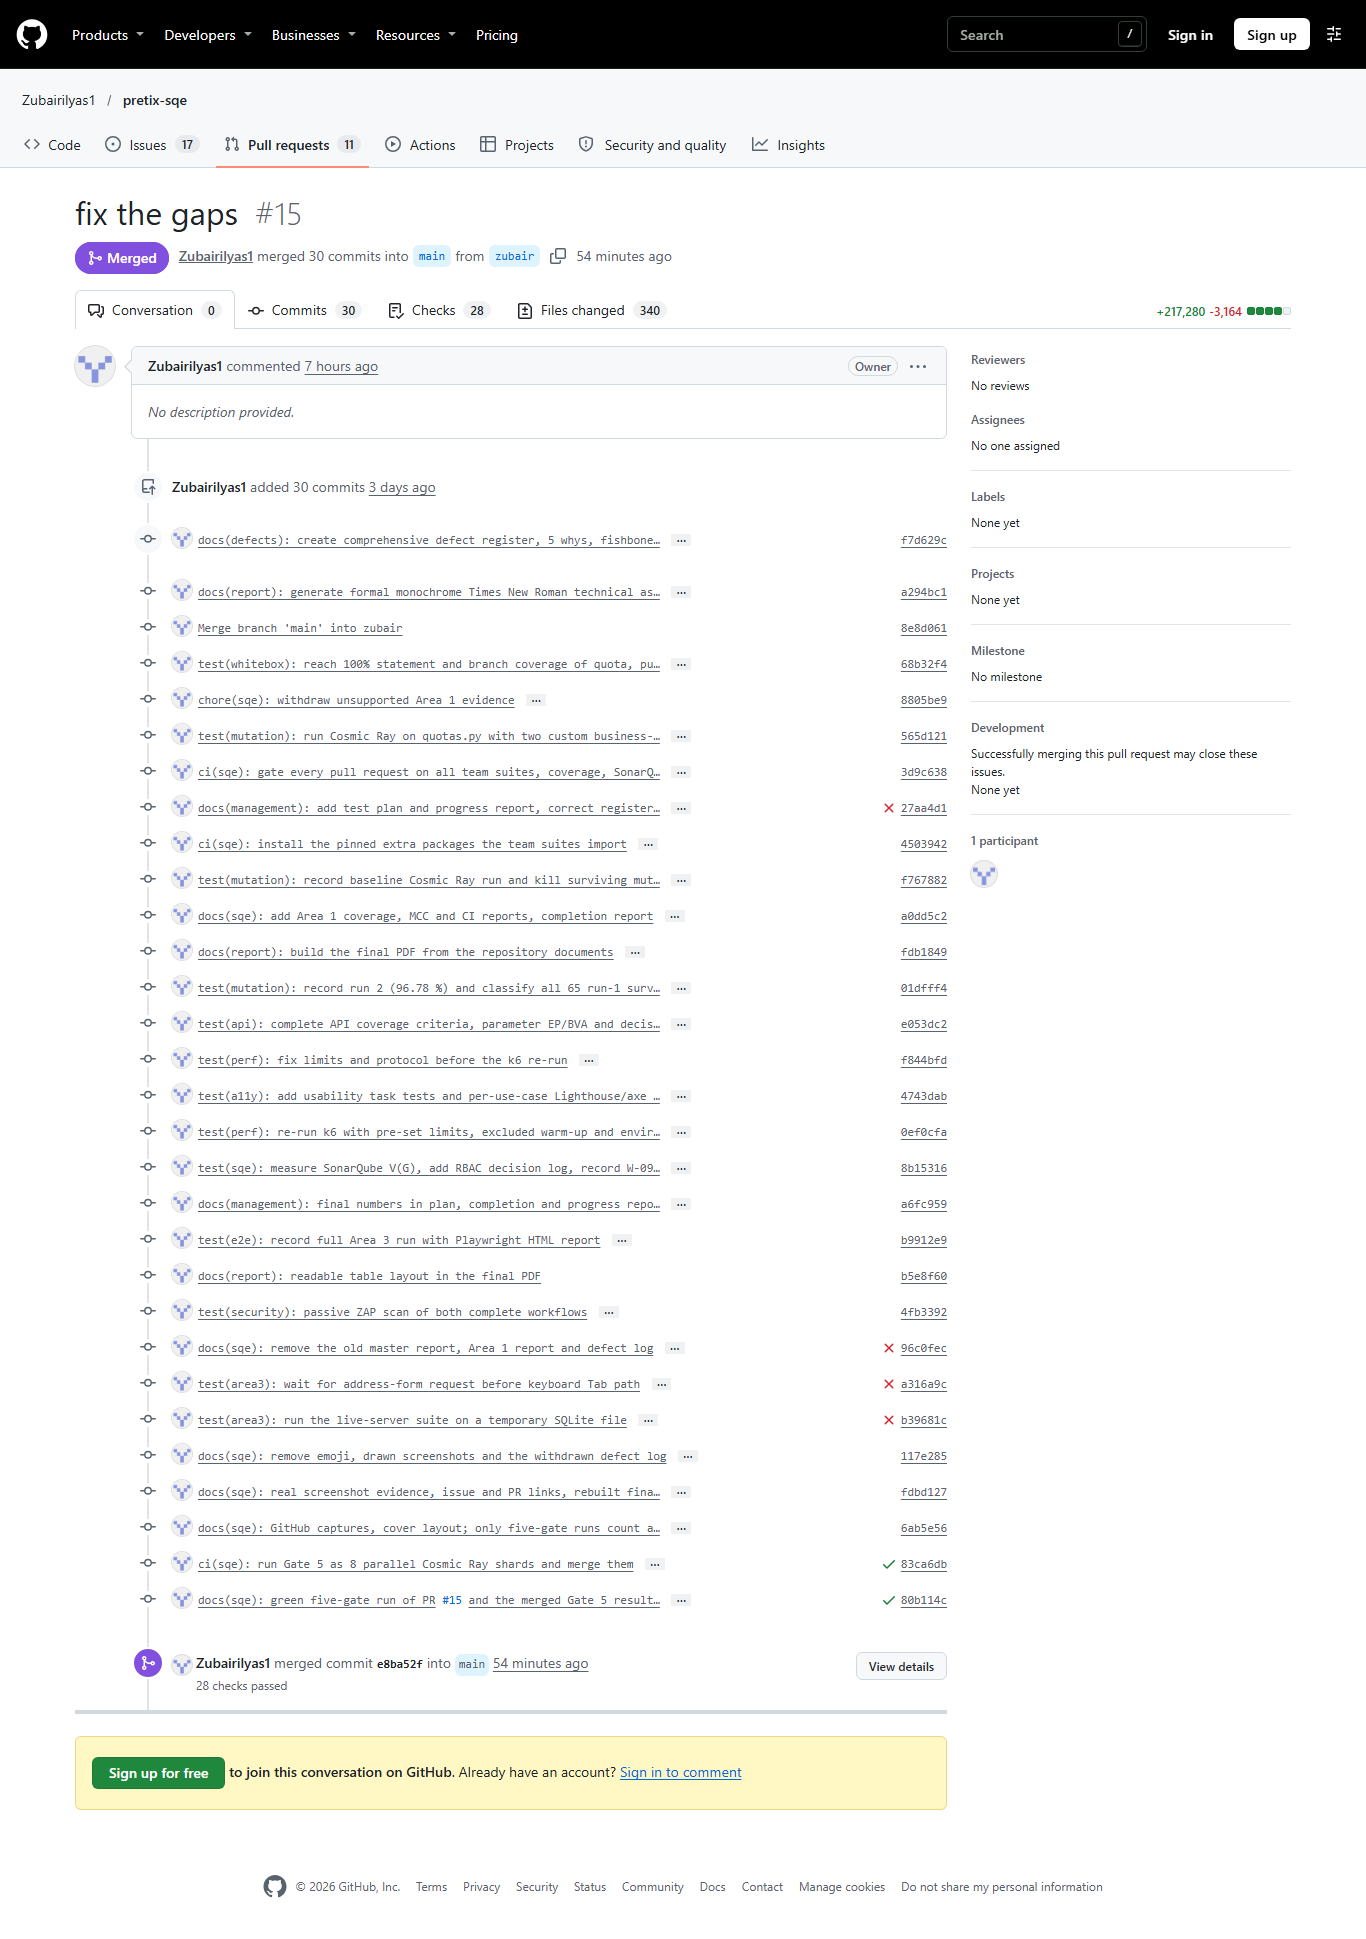 Products Developers Businesses Resources Pricing Search / Sign in Sign up
Zubairilyas1 / pretix-sqe
Code Issues 17 Pull requests 11 Actions Projects Security and quality Insights
fix the gaps #15
Merged Zubairilyas1 merged 30 commits into main from zubair 54 minutes ago
Conversation 0 Commits 30 Checks 28 Files changed 340 +217,280 -3,164
Zubairilyas1 commented 7 hours ago Owner ...
No description provided.
Zubairilyas1 added 30 commits 3 days ago
docs(defects): create comprehensive defect register, 5 whys, fishbone… ... f7d629c
docs(report): generate formal monochrome Times New Roman technical as… ... a294bc1
Merge branch 'main' into zubair 8e8d061
test(whitebox): reach 100% statement and branch coverage of quota, pu… ... 68b32f4
chore(sqe): withdraw unsupported Area 1 evidence ... 8805be9
test(mutation): run Cosmic Ray on quotas.py with two custom business-… ... 565d121
ci(sqe): gate every pull request on all team suites, coverage, SonarQ… ... 3d9c638
docs(management): add test plan and progress report, correct register… ... 27aa4d1
ci(sqe): install the pinned extra packages the team suites import ... 4503942
test(mutation): record baseline Cosmic Ray run and kill surviving mut… ... f767882
docs(sqe): add Area 1 coverage, MCC and CI reports, completion report ... a0dd5c2
docs(report): build the final PDF from the repository documents ... fdb1849
test(mutation): record run 2 (96.78 %) and classify all 65 run-1 surv… ... 01dfff4
test(api): complete API coverage criteria, parameter EP/BVA and decis… ... e053dc2
test(perf): fix limits and protocol before the k6 re-run ... f844bfd
test(a11y): add usability task tests and per-use-case Lighthouse/axe … ... 4743dab
test(perf): re-run k6 with pre-set limits, excluded warm-up and envir… ... 0ef0cfa
test(sqe): measure SonarQube V(G), add RBAC decision log, record W-09… ... 8b15316
docs(management): final numbers in plan, completion and progress repo… ... a6fc959
test(e2e): record full Area 3 run with Playwright HTML report ... b9912e9
docs(report): readable table layout in the final PDF b5e8f60
test(security): passive ZAP scan of both complete workflows ... 4fb3392
docs(sqe): remove the old master report, Area 1 report and defect log ... 96c0fec
test(area3): wait for address-form request before keyboard Tab path ... a316a9c
test(area3): run the live-server suite on a temporary SQLite file ... b39681c
docs(sqe): remove emoji, drawn screenshots and the withdrawn defect log ... 117e285
docs(sqe): real screenshot evidence, issue and PR links, rebuilt fina… ... fdbd127
docs(sqe): GitHub captures, cover layout; only five-gate runs count a… ... 6ab5e56
ci(sqe): run Gate 5 as 8 parallel Cosmic Ray shards and merge them ... 83ca6db
docs(sqe): green five-gate run of PR #15 and the merged Gate 5 result… ... 80b114c
Zubairilyas1 merged commit e8ba52f into main 54 minutes ago View details
28 checks passed
Reviewers
No reviews
Assignees
No one assigned
Labels
None yet
Projects
None yet
Milestone
No milestone
Development
Successfully merging this pull request may close these
issues.
None yet
1 participant
Sign up for free to join this conversation on GitHub. Already have an account? Sign in to comment
© 2026 GitHub, Inc. Terms Privacy Security Status Community Docs Contact Manage cookies Do not share my personal information